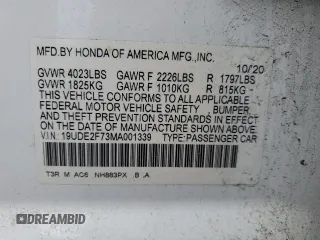 MFD.BY HONDA OF AMERICA MFG.,INC.
10/20
GVWR 4023LBS GAWR F 2226LBS R 1797LBS
GVWR 1825KG GAWR F 1010KG R 815KG
THIS VEHICLE CONFORMS TO ALL APPLICABLE
FEDERAL MOTOR VEHICLE SAFETY, BUMPER
AND THEFT PREVENTION STANDARDS IN EFFECT
ON THE DATE OF MANUFACTURE SHOWN ABOVE.
V.I.N: 19UDE2F73MA001339 TYPE:PASSENGER CAR
T3R M AO5 NH883PX B .A